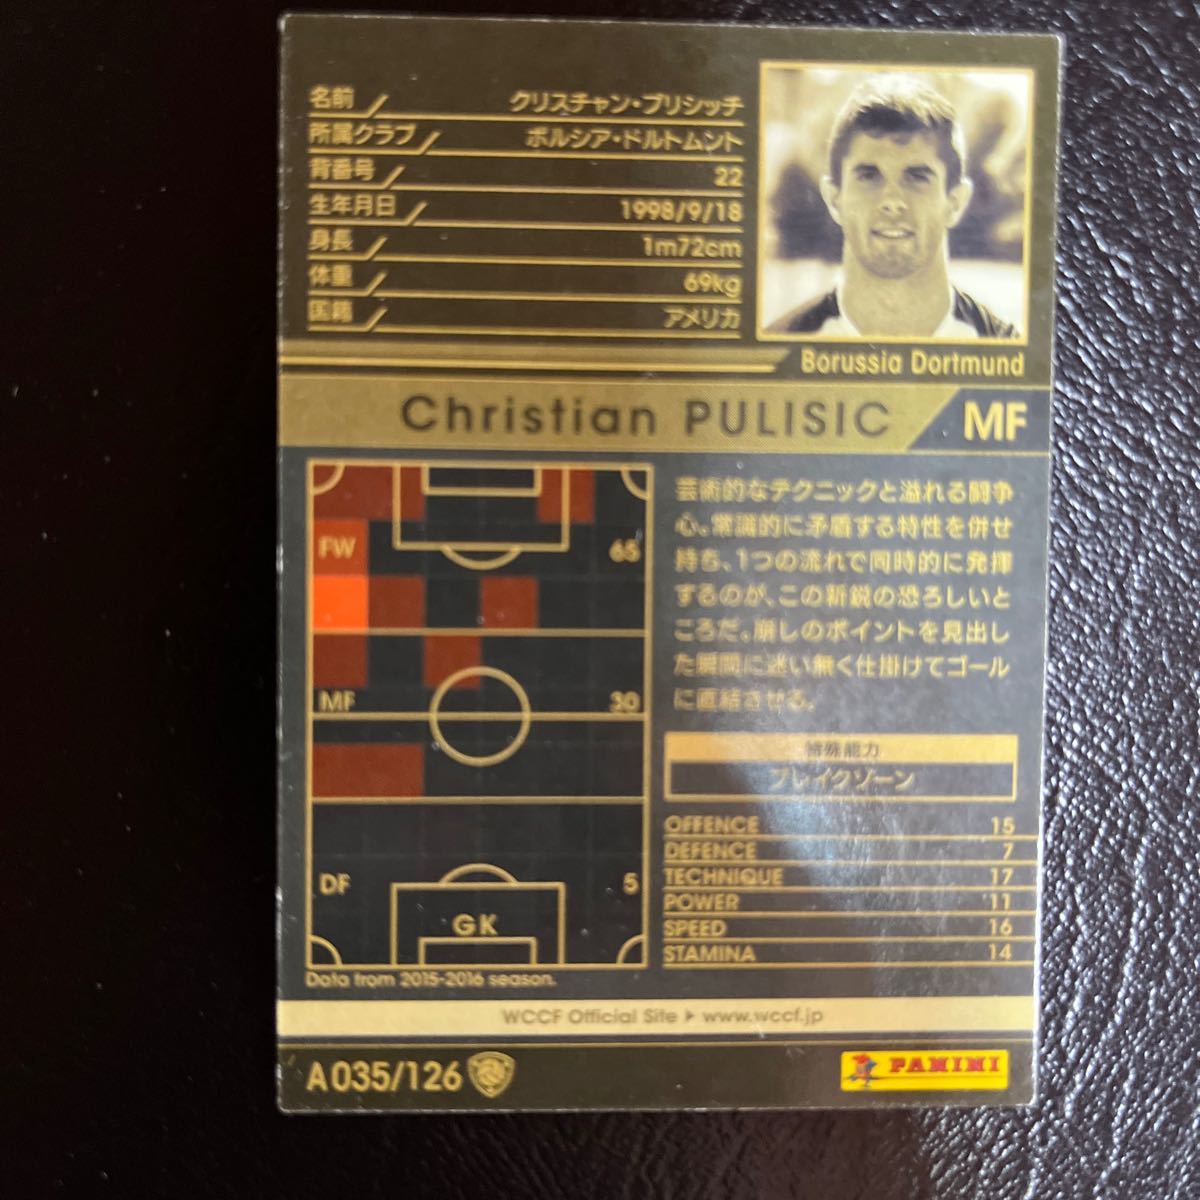 名前 クリスチャン・プリシッチ
所属クラブ ボルシア・ドルトムント
背番号 22
生年月日 1998/9/18
身長 1m72cm
体重 69kg
国籍 アメリカ
Borussia Dortmund
Christian PULISIC MF
FW 65
MF 30
DF 5
GK
Data from 2015-2016 season.
芸術的なテクニックと溢れる闘争
心。常識的に矛盾する特性を併せ
持ち、1つの流れで同時的に発揮
するのが、この新鋭の恐ろしいと
ころだ。崩しのポイントを見出し
た瞬間に迷い無く仕掛けてゴール
に直結させる。
特殊能力
ブレイクゾーン
OFFENCE 15
DEFENCE 7
TECHNIQUE 17
POWER 11
SPEED 16
STAMINA 14
WCCF Official Site ▶ www.wccf.jp
A035/126
PANINI